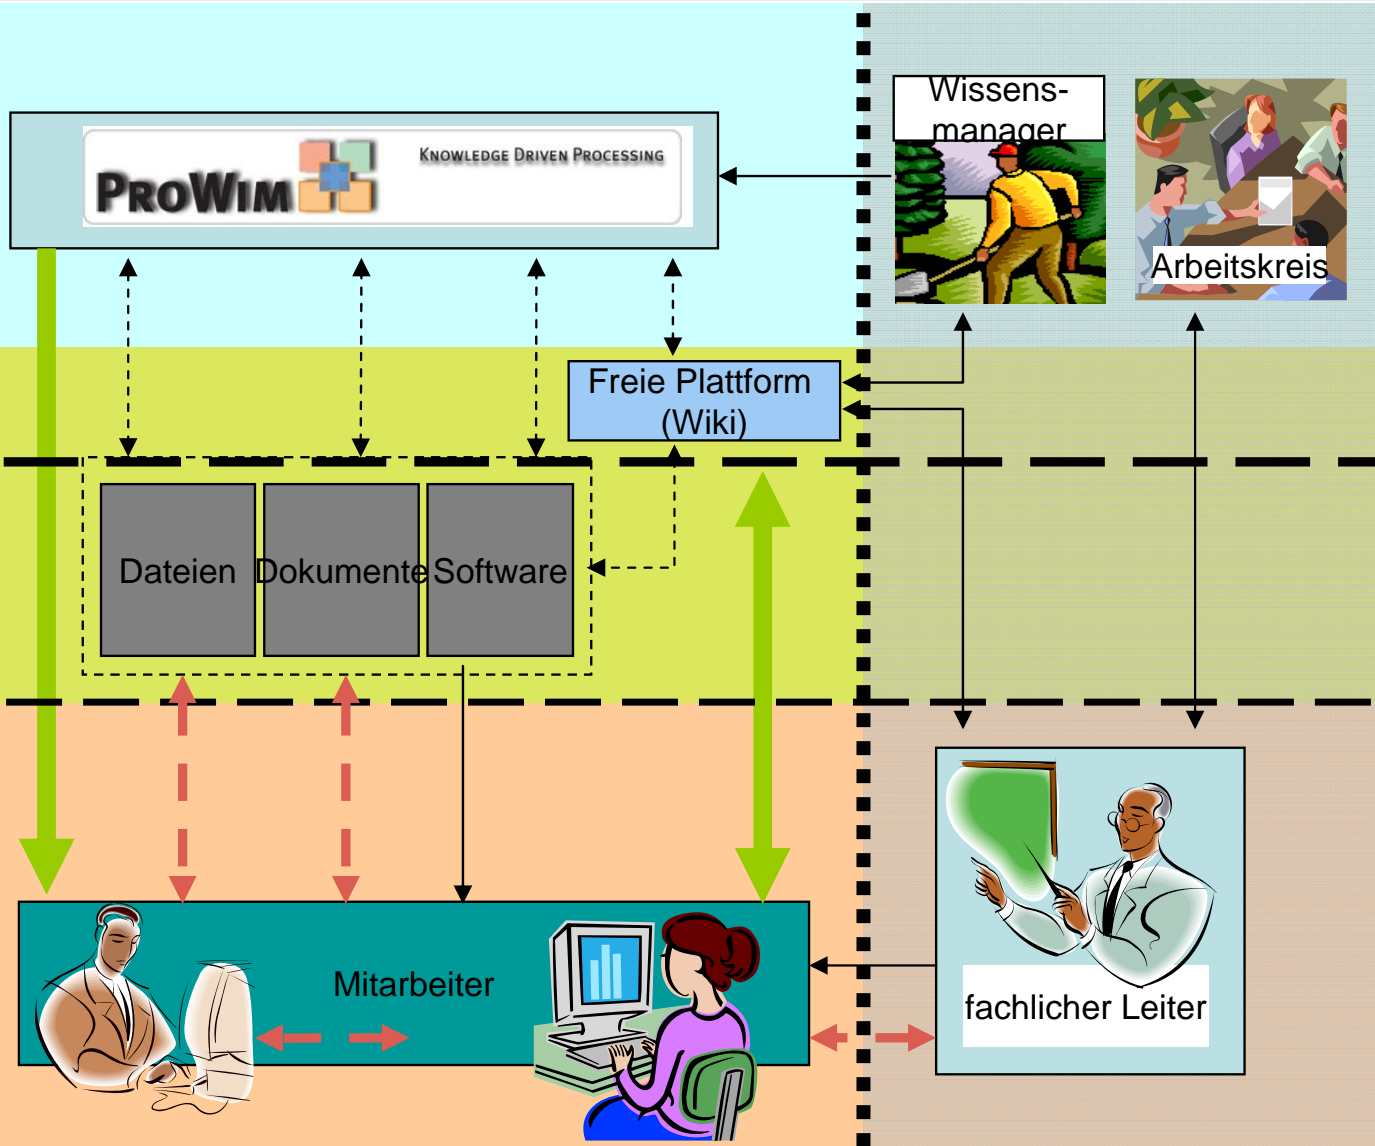 Wissens-
manager
KNOWLEDGE DRIVEN PROCESSING
PROWIM
Arbeitskreis
Freie Plattform
(Wiki)
Dateien
Dokumente
Software
Mitarbeiter
fachlicher Leiter